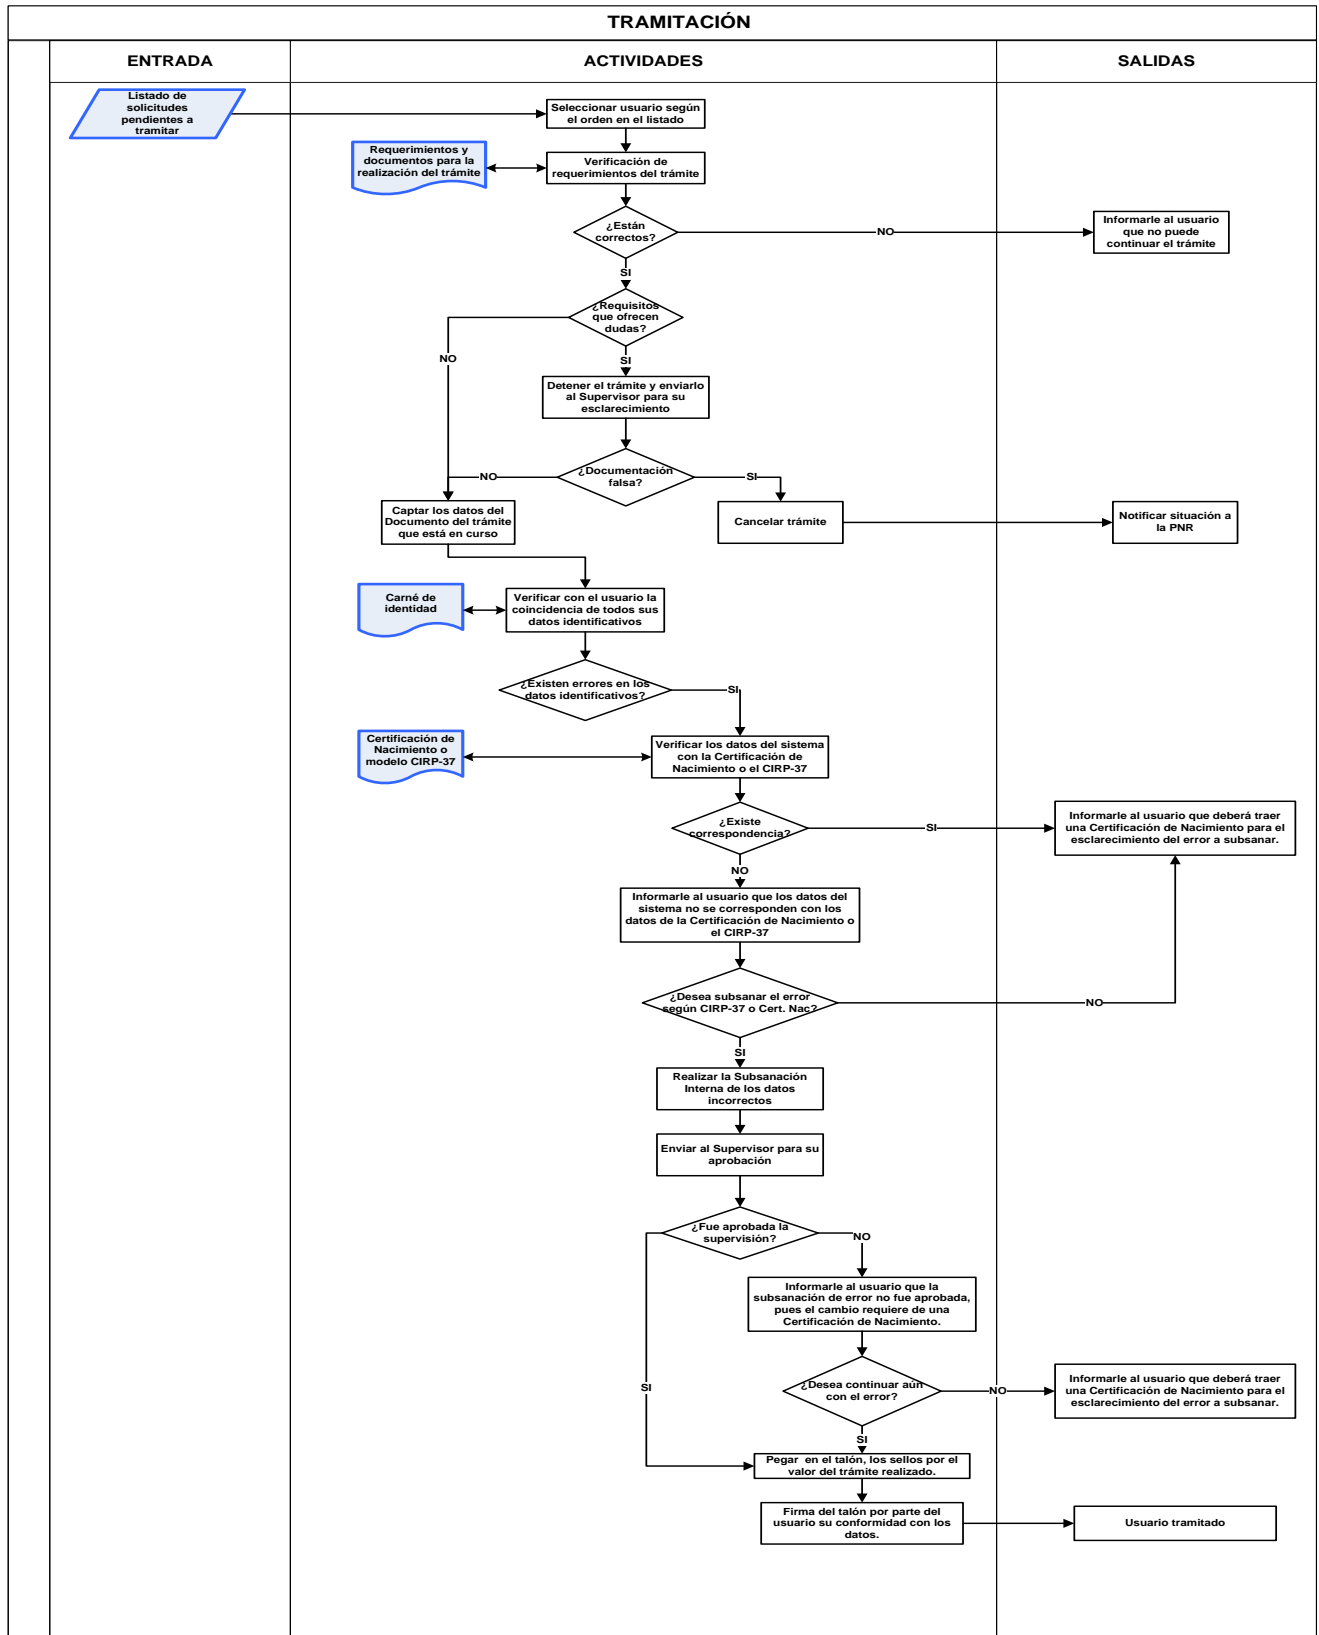 TRAMITACIÓN
ENTRADA
ACTIVIDADES
SALIDAS
Listado de
solicitudes
pendientes a
tramitar
Seleccionar usuario según
el orden en el listado
Requerimientos y
documentos para la
realización del trámite
Verificación de
requerimientos del trámite
¿Están
correctos?
NO
Informarle al usuario
que no puede
continuar el trámite
SI
¿Requisitos
que ofrecen
dudas?
NO
SI
Detener el trámite y enviarlo
al Supervisor para su
esclarecimiento
¿Documentación
falsa?
NO
SI
Captar los datos del
Documento del trámite
que está en curso
Cancelar trámite
Notificar situación a
la PNR
Carné de
identidad
Verificar con el usuario la
coincidencia de todos sus
datos identificativos
¿Existen errores en los
datos identificativos?
SI
Certificación de
Nacimiento o
modelo CIRP-37
Verificar los datos del sistema
con la Certificación de
Nacimiento o el CIRP-37
¿Existe
correspondencia?
SI
Informarle al usuario que deberá traer
una Certificación de Nacimiento para el
esclarecimiento del error a subsanar.
NO
Informarle al usuario que los datos del
sistema no se corresponden con los
datos de la Certificación de Nacimiento o
el CIRP-37
¿Desea subsanar el error
según CIRP-37 o Cert. Nac?
NO
SI
Realizar la Subsanación
Interna de los datos
incorrectos
Enviar al Supervisor para su
aprobación
¿Fue aprobada la
supervisión?
NO
Informarle al usuario que la
subsanación de error no fue aprobada,
pues el cambio requiere de una
Certificación de Nacimiento.
SI
¿Desea continuar aún
con el error?
NO
Informarle al usuario que deberá traer
una Certificación de Nacimiento para el
esclarecimiento del error a subsanar.
SI
Pegar en el talón, los sellos por el
valor del trámite realizado.
Firma del talón por parte del
usuario su conformidad con los
datos.
Usuario tramitado